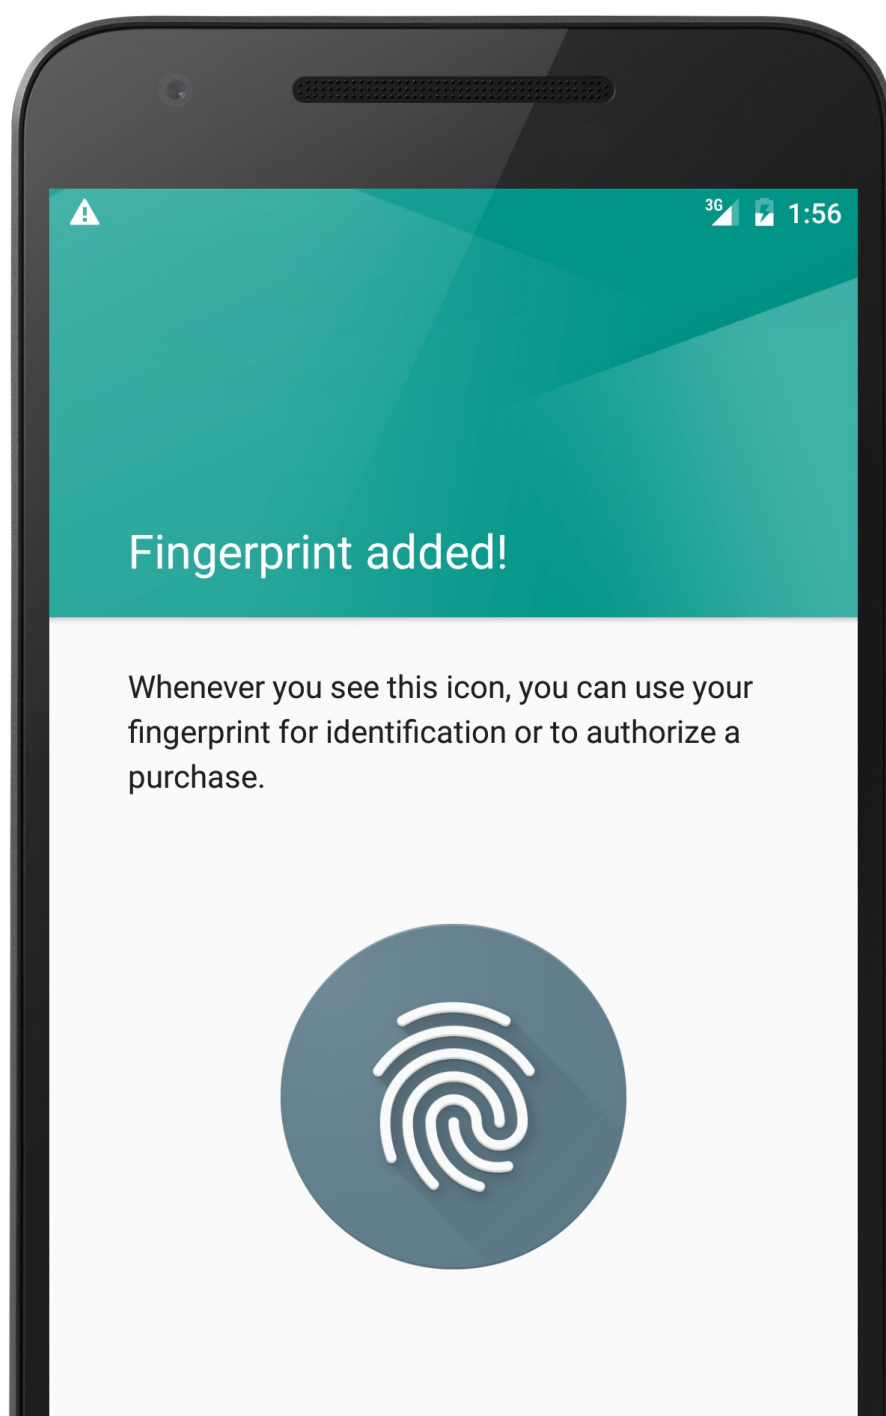 3G 1:56
Fingerprint added!
Whenever you see this icon, you can use your
fingerprint for identification or to authorize a
purchase.